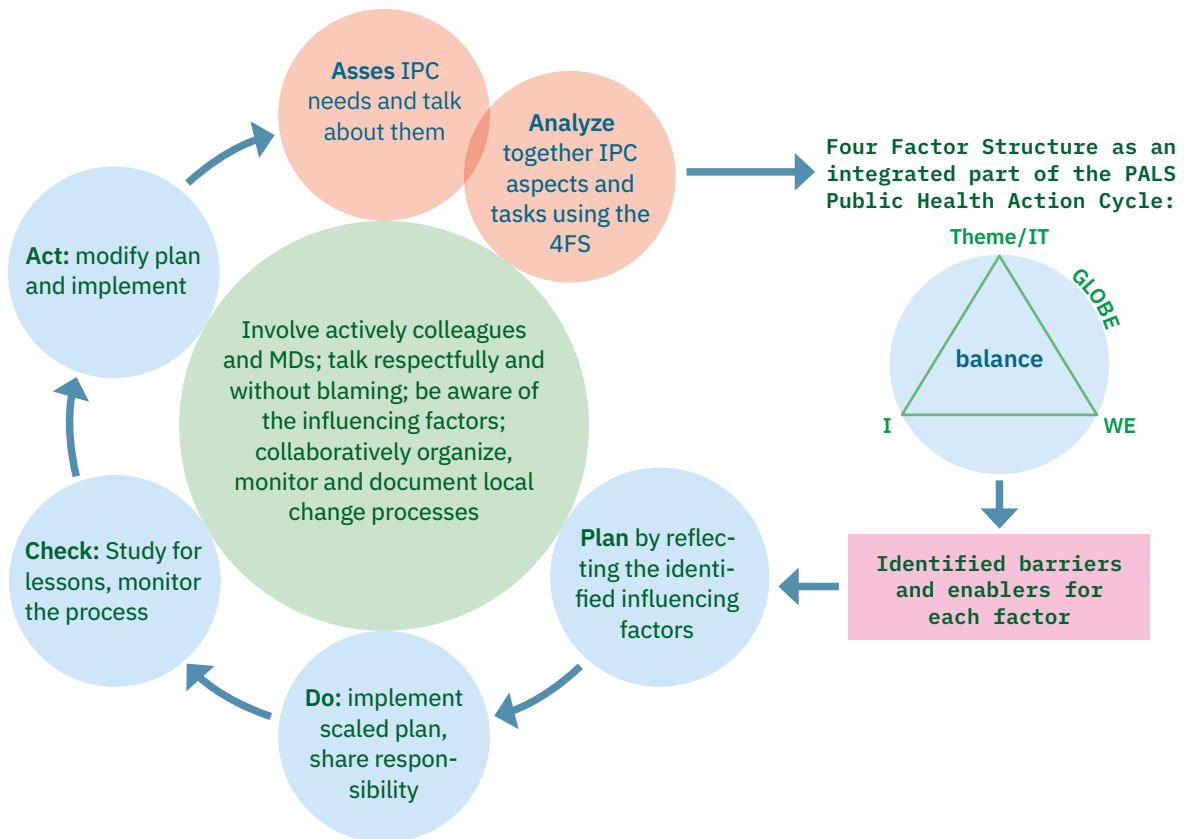 Asses IPC
needs and talk
about them
Analyze
together IPC
aspects and
tasks using the
4FS
Four Factor Structure as an
integrated part of the PALS
Public Health Action Cycle:
Theme/IT
GLOBE
balance
I
WE
Identified barriers
and enablers for
each factor
Plan by reflec-
ting the identi-
fied influencing
factors
Do: implement
scaled plan,
share respon-
sibility
Check: Study for
lessons, monitor
the process
Act: modify plan
and implement
Involve actively colleagues
and MDs; talk respectfully and
without blaming; be aware of
the influencing factors;
collaboratively organize,
monitor and document local
change processes